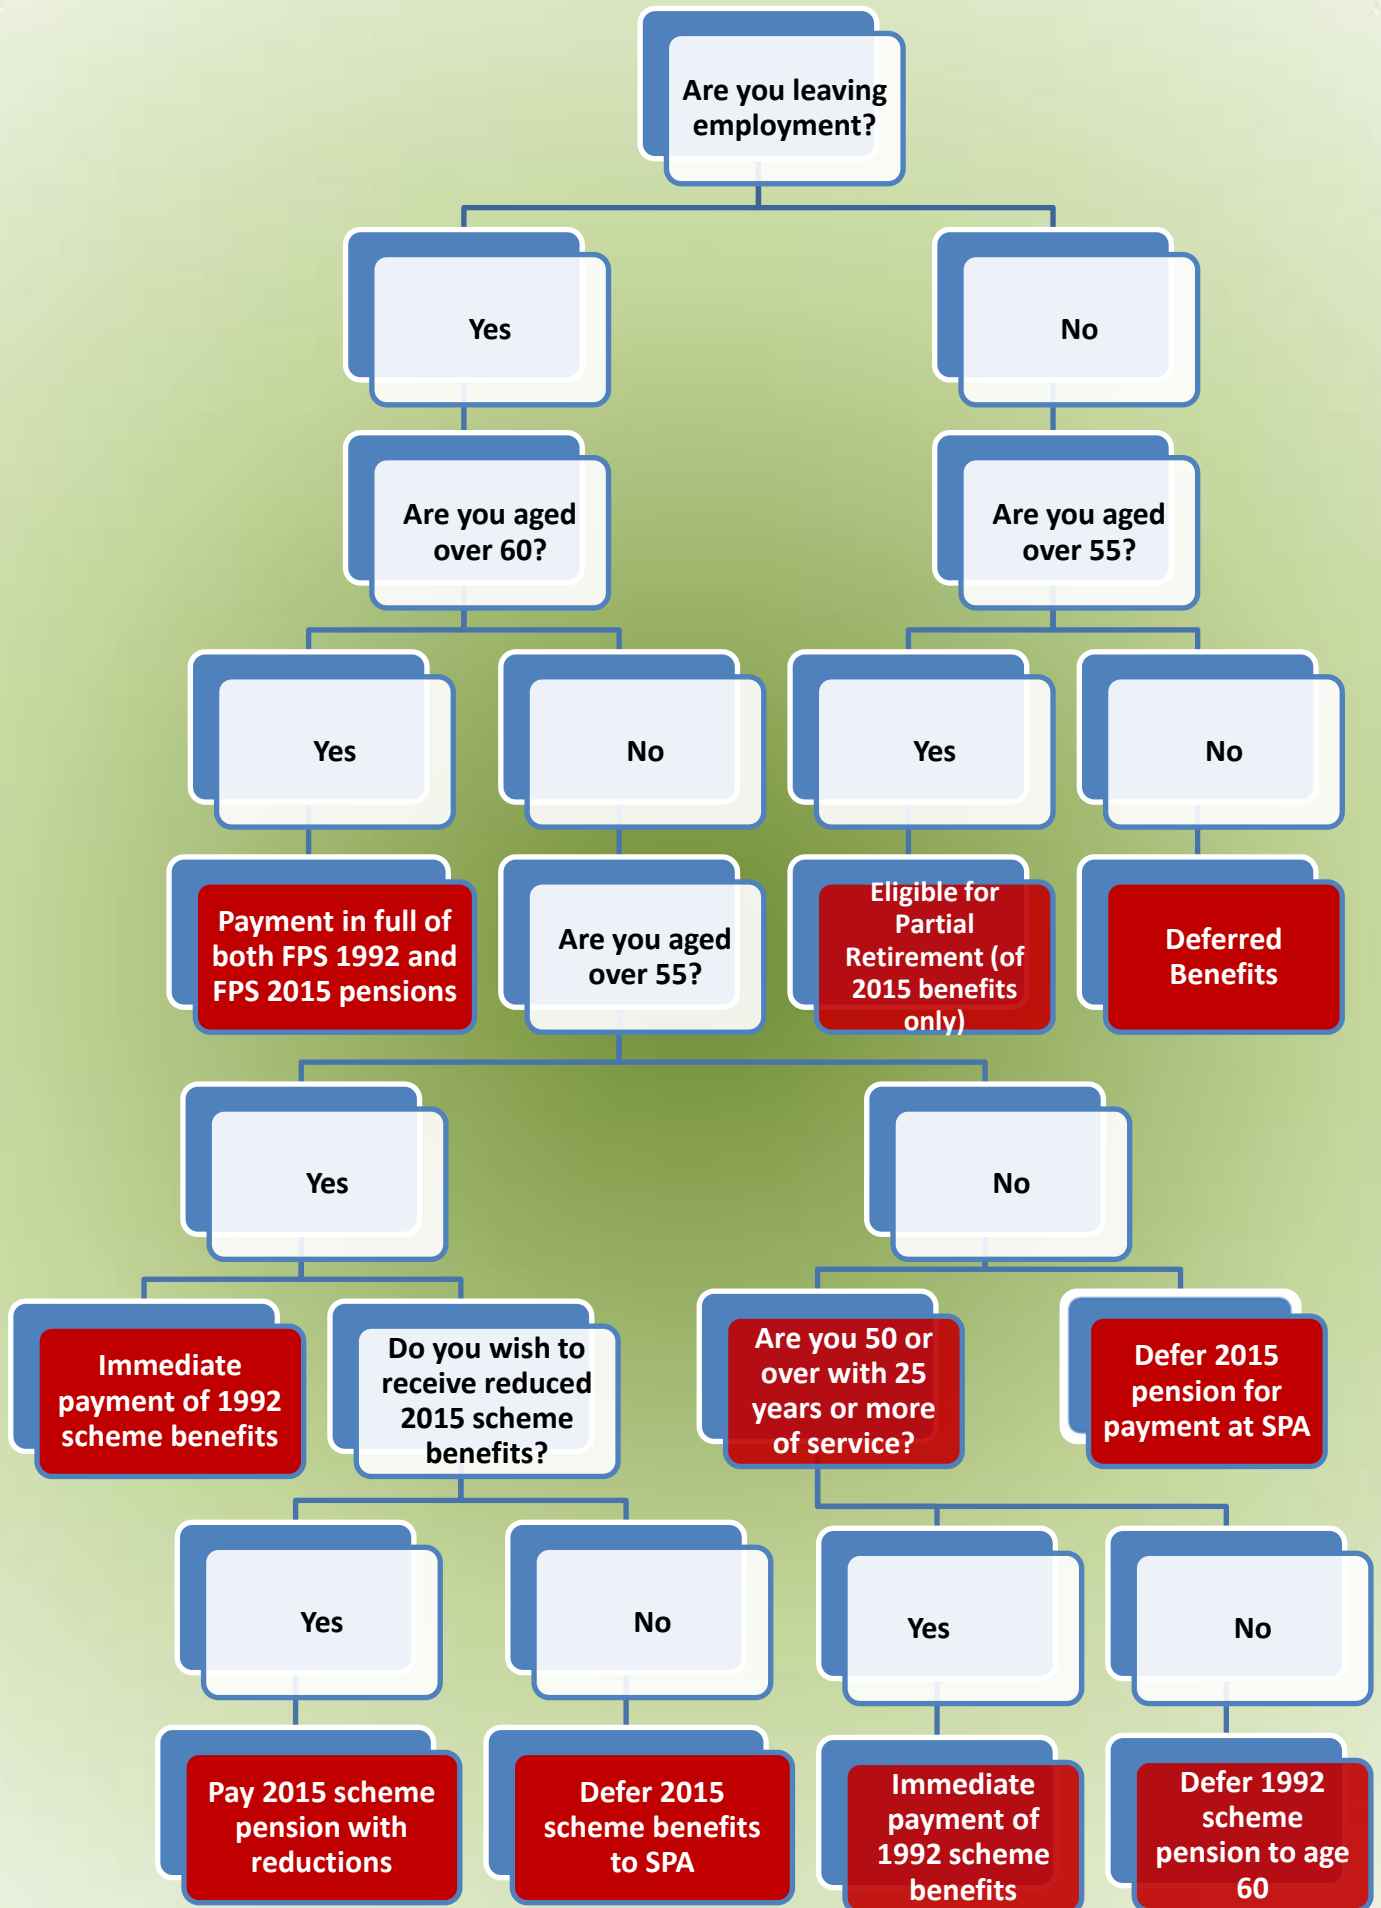 Are you leaving
employment?
Yes
No
Are you aged
over 60?
Are you aged
over 55?
Yes
No
Yes
No
Payment in full of
both FPS 1992 and
FPS 2015 pensions
Are you aged
over 55?
Eligible for
Partial
Retirement (of
2015 benefits
only)
Deferred
Benefits
Yes
No
Immediate
payment of 1992
scheme benefits
Do you wish to
receive reduced
2015 scheme
benefits?
Are you 50 or
over with 25
years or more
of service?
Defer 2015
pension for
payment at SPA
Yes
No
Yes
No
Pay 2015 scheme
pension with
reductions
Defer 2015
scheme benefits
to SPA
Immediate
payment of
1992 scheme
benefits
Defer 1992
scheme
pension to age
60